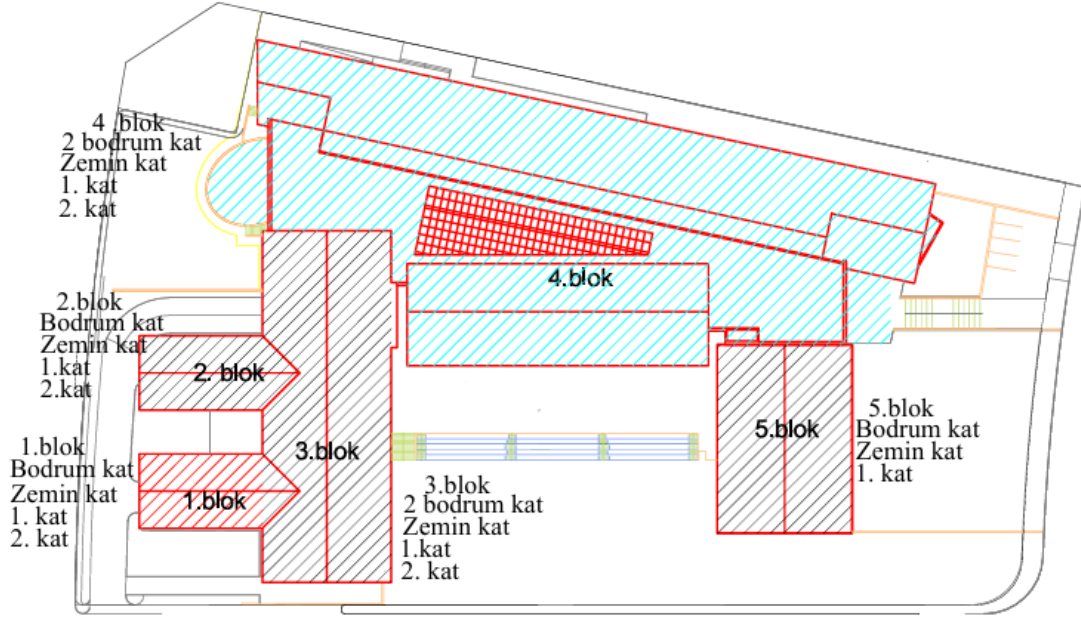 4 .blok
2 bodrum kat
Zemin kat
1. kat
2. kat
4.blok
2.blok
Bodrum kat
Zemin kat
1.kat
2.kat
2. blok
1.blok
Bodrum kat
Zemin kat
1. kat
2. kat
1.blok
3.blok
3.blok
2 bodrum kat
Zemin kat
1.kat
2. kat
5.blok
5.blok
Bodrum kat
Zemin kat
1. kat